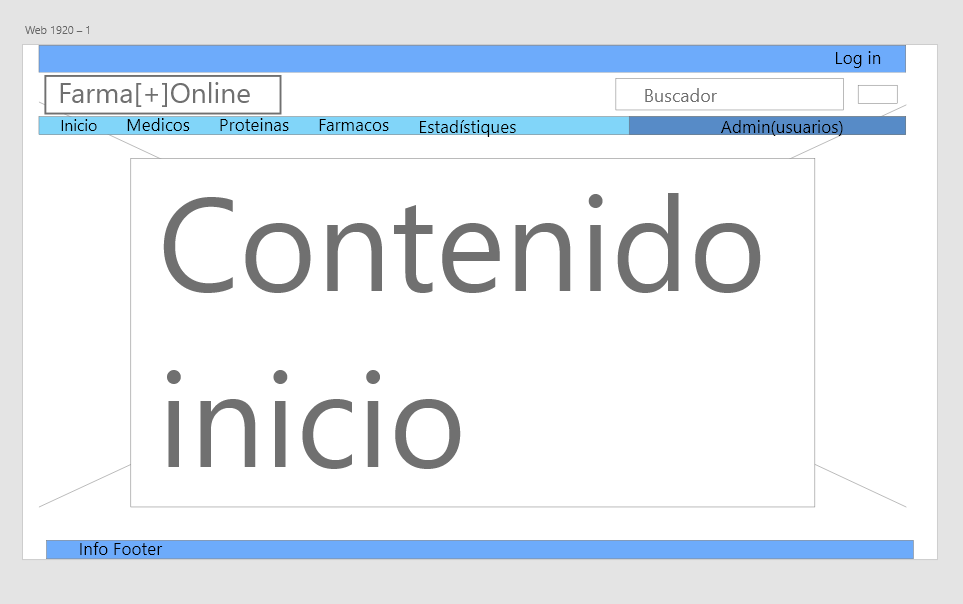 Web 1920 – 1
Log in
Farma[+]Online
Buscador
Inicio Medicos Proteinas Farmacos Estadístiques Admin(usuarios)
Contenido
inicio
Info Footer